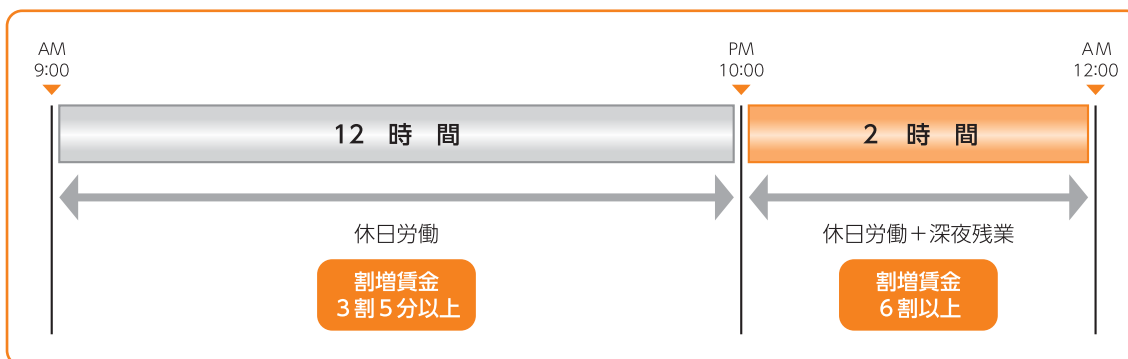 AM
9:00
PM
10:00
AM
12:00
12 時 間
2 時 間
休日労働
休日労働＋深夜残業
割増賃金
3割5分以上
割増賃金
6割以上